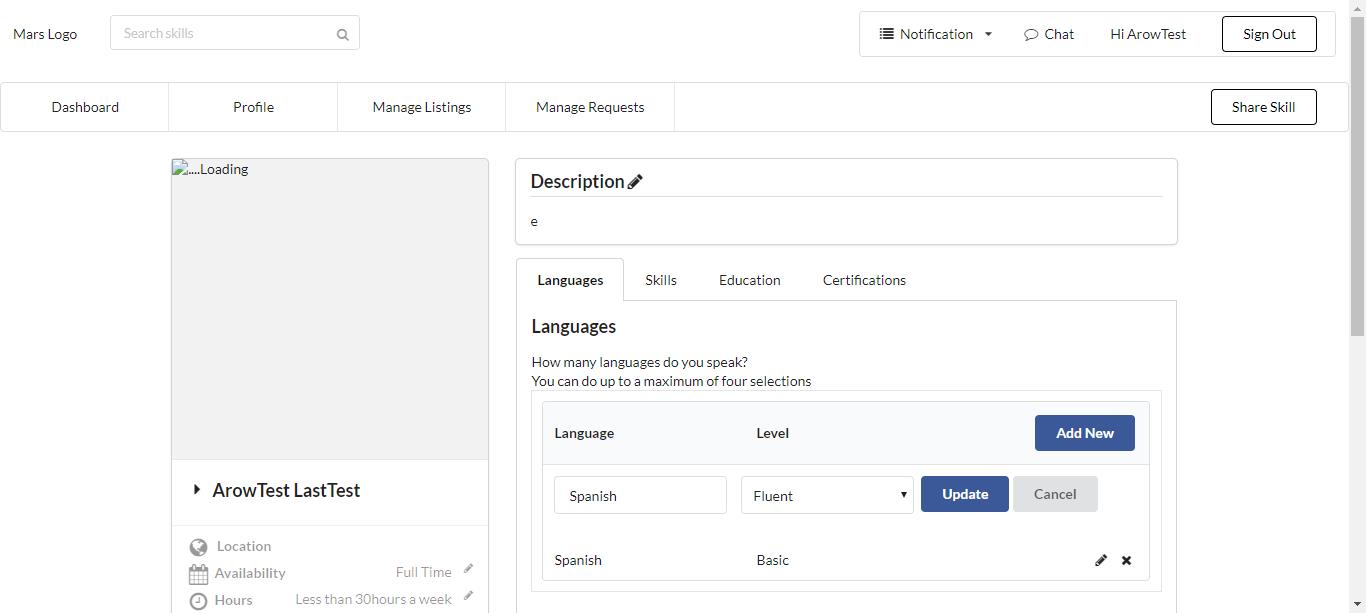 Mars Logo
Search skills
Notification
Chat
Hi ArowTest
Sign Out
Dashboard
Profile
Manage Listings
Manage Requests
Share Skill
....Loading
ArowTest LastTest
Location
Availability
Full Time
Hours
Less than 30hours a week
Description
e
Languages
Skills
Education
Certifications
Languages
How many languages do you speak?
You can do up to a maximum of four selections
Language
Level
Add New
Spanish
Fluent
Update
Cancel
Spanish
Basic